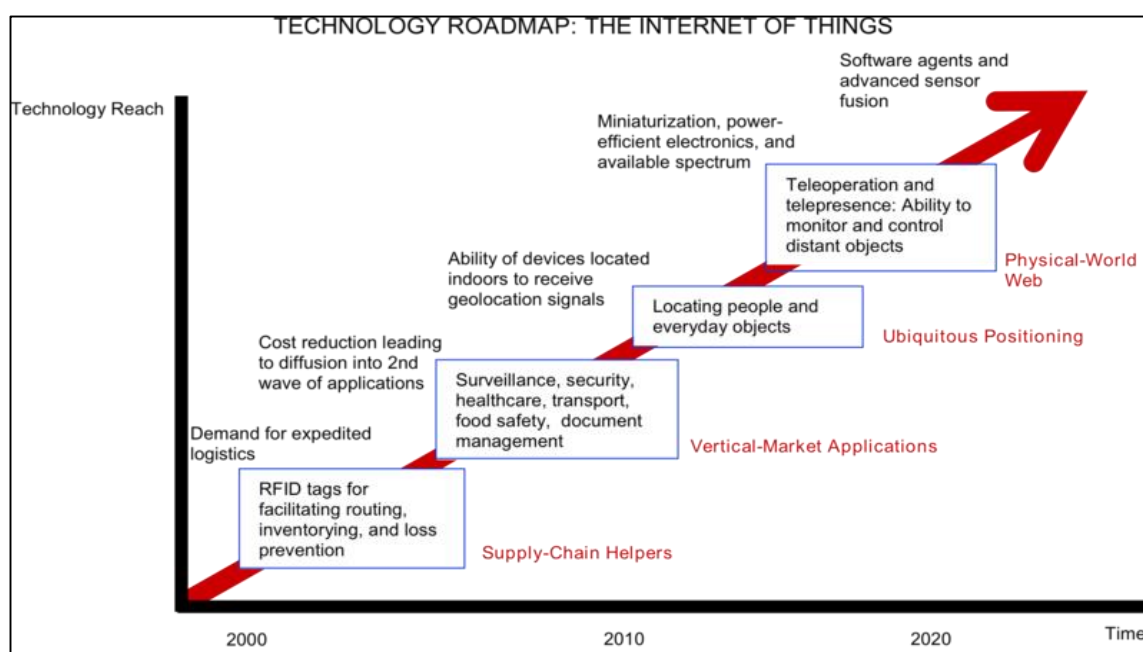 TECHNOLOGY ROADMAP: THE INTERNET OF THINGS
Software agents and
advanced sensor
fusion
Technology Reach
Miniaturization, power-
efficient electronics, and
available spectrum
Teleoperation and
telepresence: Ability to
monitor and control
distant objects
Physical-World
Web
Ability of devices located
indoors to receive
geolocation signals
Locating people and
everyday objects
Ubiquitous Positioning
Cost reduction leading
to diffusion into 2nd
wave of applications
Surveillance, security,
healthcare, transport,
food safety, document
management
Vertical-Market Applications
Demand for expedited
logistics
RFID tags for
facilitating routing,
inventorying, and loss
prevention
Supply-Chain Helpers
2000
2010
2020
Time